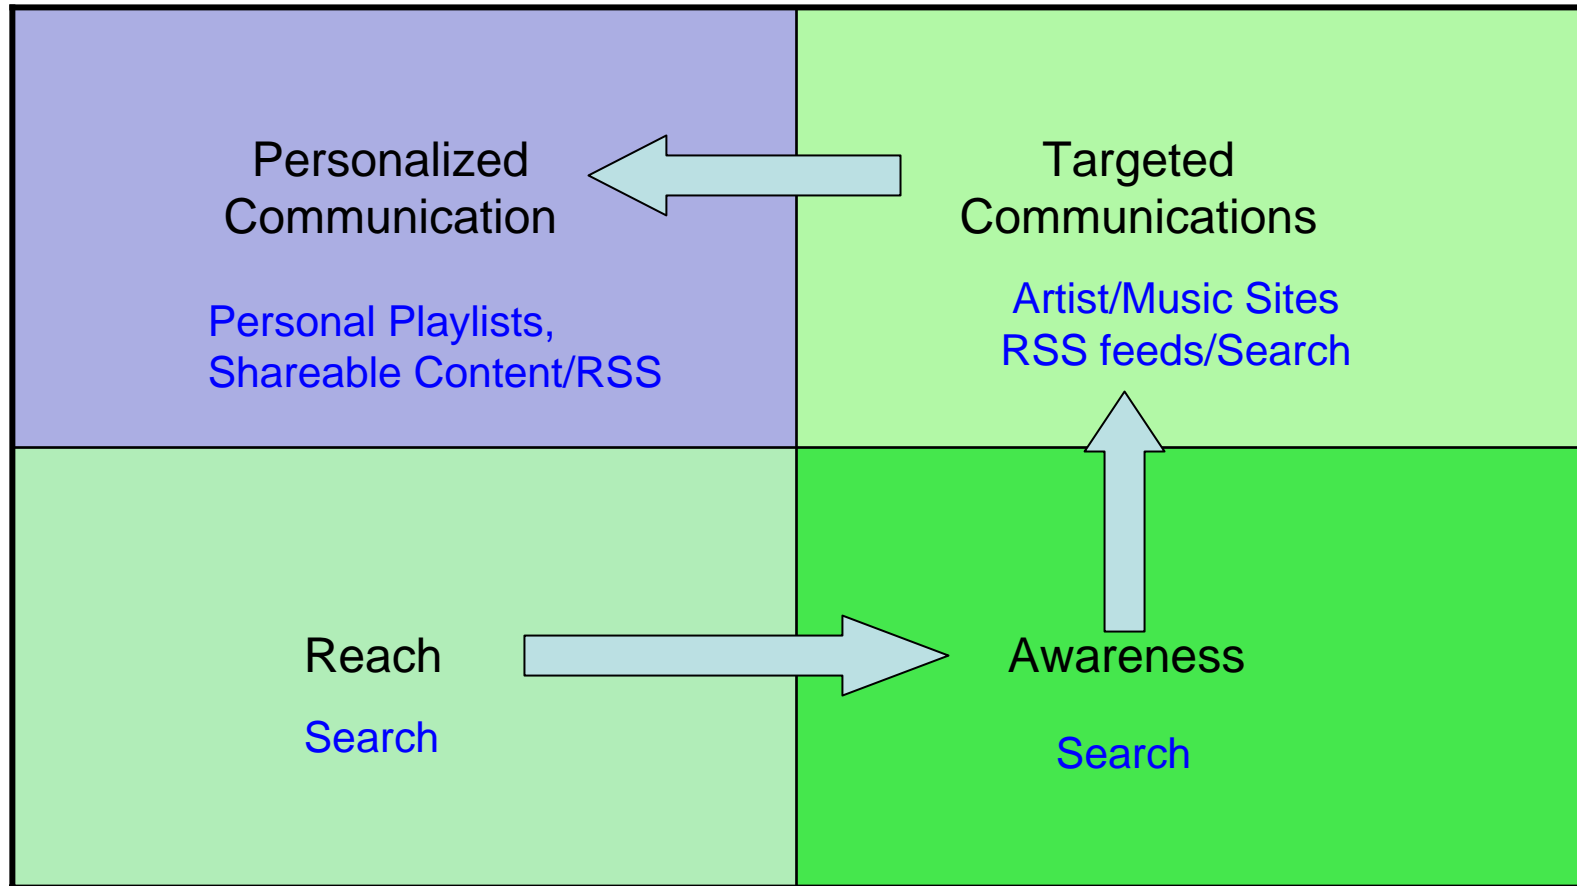 Personalized
Communication
Personal Playlists,
Shareable Content/RSS
Targeted
Communications
Artist/Music Sites
RSS feeds/Search
Reach
Search
Awareness
Search